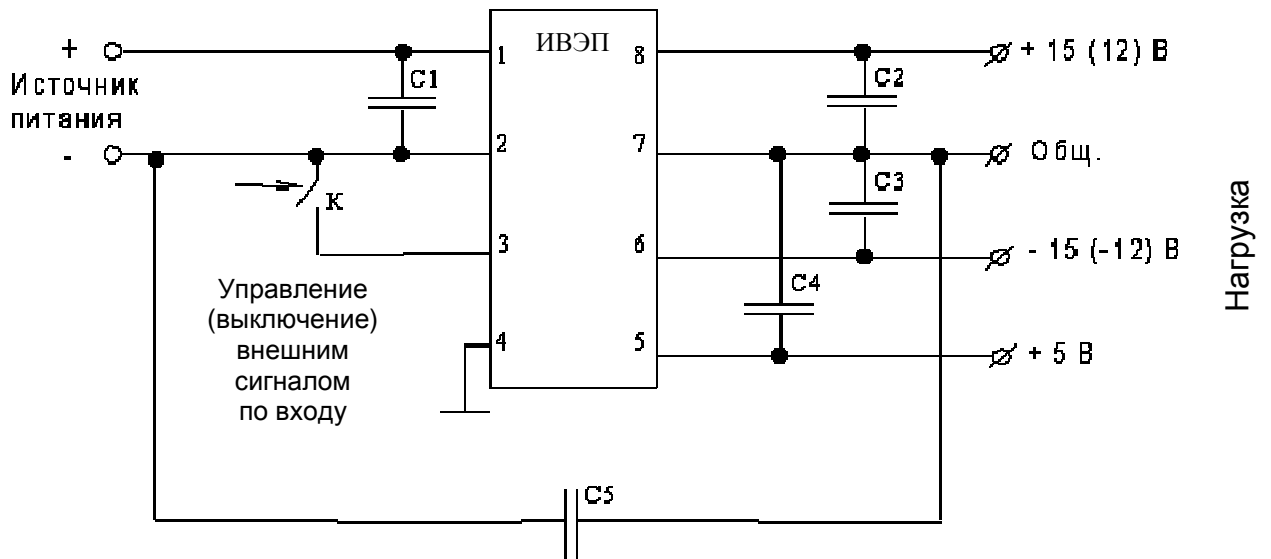 +
Источник
питания
-
C1
К
Управление
(выключение)
внешним
сигналом
по входу
ИВЭП
1
2
3
4
8
7
6
5
C2
C3
C4
C5
+ 15 (12) В
Общ.
- 15 (-12) В
+ 5 В
Нагрузка